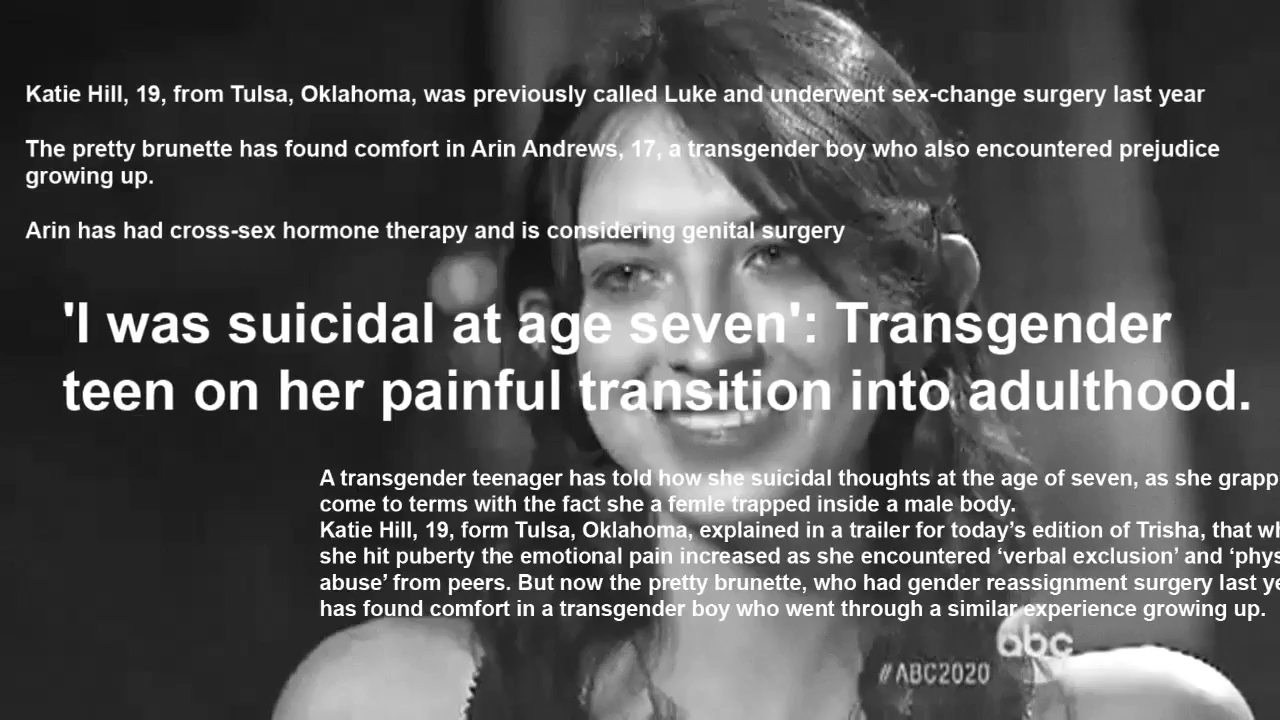 Katie Hill, 19, from Tulsa, Oklahoma, was previously called Luke and underwent sex-change surgery last year
The pretty brunette has found comfort in Arin Andrews, 17, a transgender boy who also encountered prejudice
growing up.
Arin has had cross-sex hormone therapy and is considering genital surgery
'I was suicidal at age seven': Transgender
teen on her painful transition into adulthood.
A transgender teenager has told how she suicidal thoughts at the age of seven, as she
come to terms with the fact she a femle trapped inside a male body.
Katie Hill, 19, form Tulsa, Oklahoma, explained in a trailer for today’s edition of Trisha, that
she hit puberty the emotional pain increased as she encountered ‘verbal exclusion’ and
abuse’ from peers. But now the pretty brunette, who had gender reassignment surgery last
has found comfort in a transgender boy who went through a similar experience growing up.
abc
#ABC2020